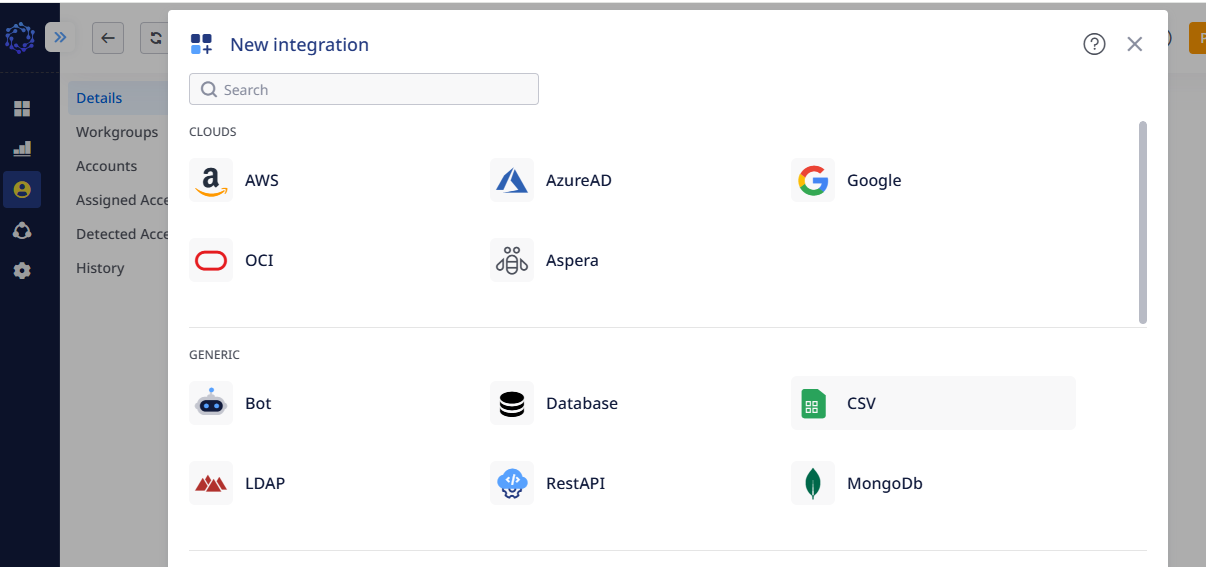 New integration
Search
Details
Workgroups
Accounts
Assigned Acce
Detected Acce
History
CLOUDS
AWS
AzureAD
Google
OCI
Aspera
GENERIC
Bot
Database
CSV
LDAP
RestAPI
MongoDb